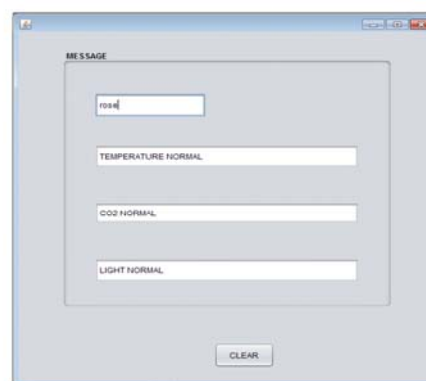 MESSAGE
rose
TEMPERATURE NORMAL
CO2 NORMAL
LIGHT NORMAL
CLEAR